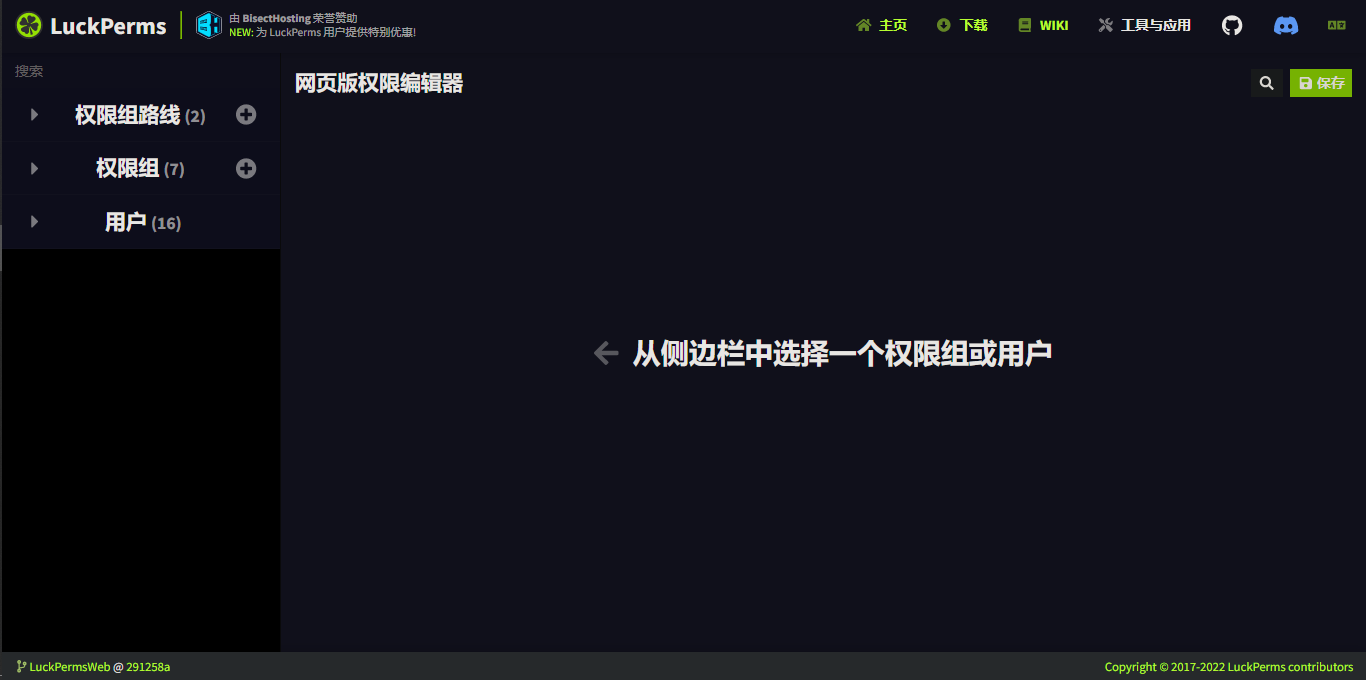 LuckPerms
由 BisectHosting 荣誉赞助
NEW: 为 LuckPerms 用户提供特别优惠!
主页
下载
WIKI
工具与应用
搜索
权限组路线 (2)
权限组 (7)
用户 (16)
网页版权限编辑器
保存
从侧边栏中选择一个权限组或用户
LuckPermsWeb @ 291258a
Copyright © 2017-2022 LuckPerms contributors